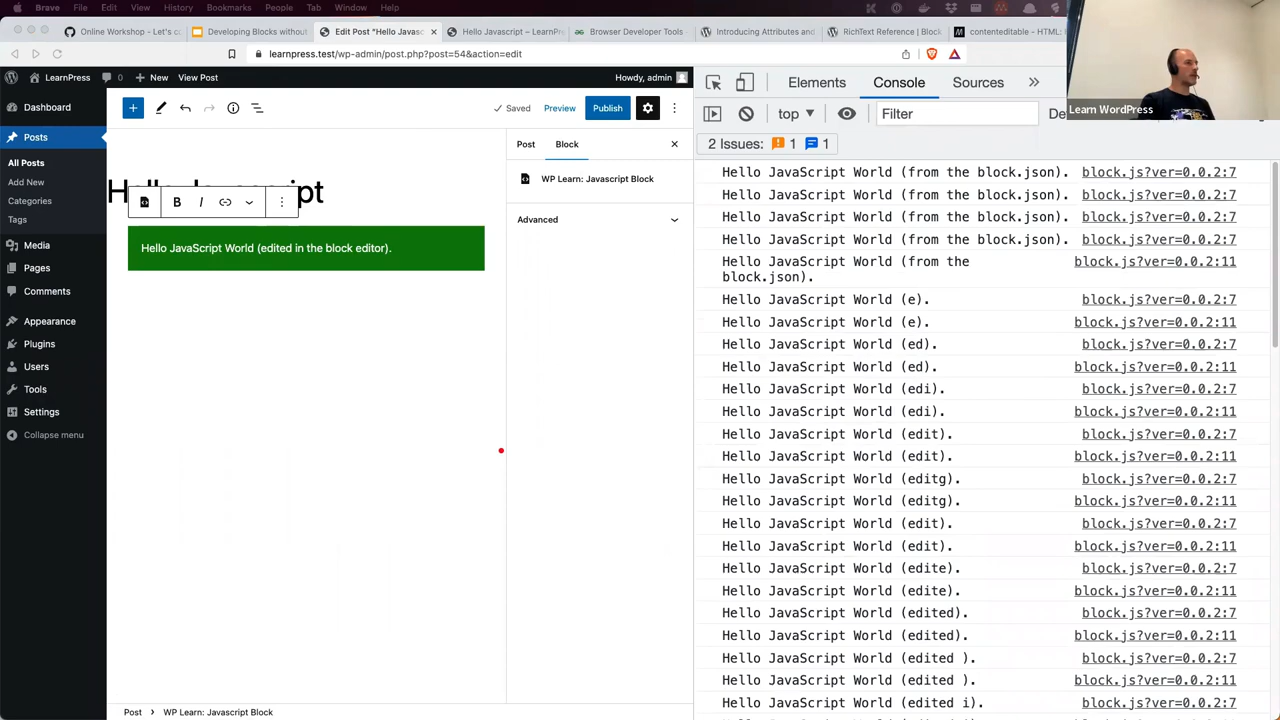 Brave File Edit View History Bookmarks People Tab Window Help
Online Workshop - Let's co
Developing Blocks without
Edit Post "Hello Javasc
Hello Javascript – LearnPres
Browser Developer Tools
Introducing Attributes and
RichText Reference | Block
contenteditable - HTML:
learnpress.test/wp-admin/post.php?post=54&action=edit
LearnPress 0 New View Post Howdy, admin
Dashboard
Posts
All Posts
Add New
Categories
Tags
Media
Pages
Comments
Appearance
Plugins
Users
Tools
Settings
Collapse menu
Saved Preview Publish
Post Block
WP Learn: Javascript Block
Advanced
B I
Hello JavaScript World (edited in the block editor).
Post › WP Learn: Javascript Block
Elements Console Sources »
top ▼ Filter De
Learn WordPress
2 Issues: 1 1
Hello JavaScript World (from the block.json). block.js?ver=0.0.2:7
Hello JavaScript World (from the block.json). block.js?ver=0.0.2:7
Hello JavaScript World (from the block.json). block.js?ver=0.0.2:7
Hello JavaScript World (from the block.json). block.js?ver=0.0.2:7
Hello JavaScript World (from the block.js?ver=0.0.2:11
block.json).
Hello JavaScript World (e). block.js?ver=0.0.2:7
Hello JavaScript World (e). block.js?ver=0.0.2:11
Hello JavaScript World (ed). block.js?ver=0.0.2:7
Hello JavaScript World (ed). block.js?ver=0.0.2:11
Hello JavaScript World (edi). block.js?ver=0.0.2:7
Hello JavaScript World (edi). block.js?ver=0.0.2:11
Hello JavaScript World (edit). block.js?ver=0.0.2:7
Hello JavaScript World (edit). block.js?ver=0.0.2:11
Hello JavaScript World (editg). block.js?ver=0.0.2:7
Hello JavaScript World (editg). block.js?ver=0.0.2:11
Hello JavaScript World (edit). block.js?ver=0.0.2:7
Hello JavaScript World (edit). block.js?ver=0.0.2:11
Hello JavaScript World (edite). block.js?ver=0.0.2:7
Hello JavaScript World (edite). block.js?ver=0.0.2:11
Hello JavaScript World (edited). block.js?ver=0.0.2:7
Hello JavaScript World (edited). block.js?ver=0.0.2:11
Hello JavaScript World (edited ). block.js?ver=0.0.2:7
Hello JavaScript World (edited ). block.js?ver=0.0.2:11
Hello JavaScript World (edited i). block.js?ver=0.0.2:7